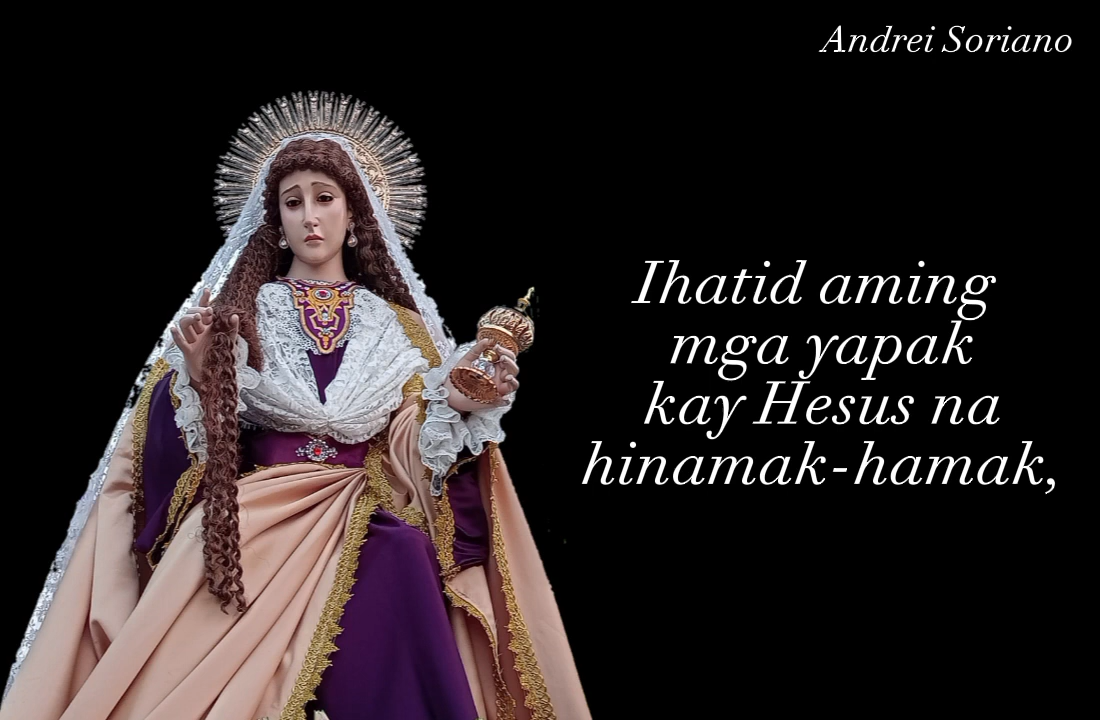 Andrei Soriano
Ihatid aming
mga yapak
kay Hesus na
hinamak-hamak,